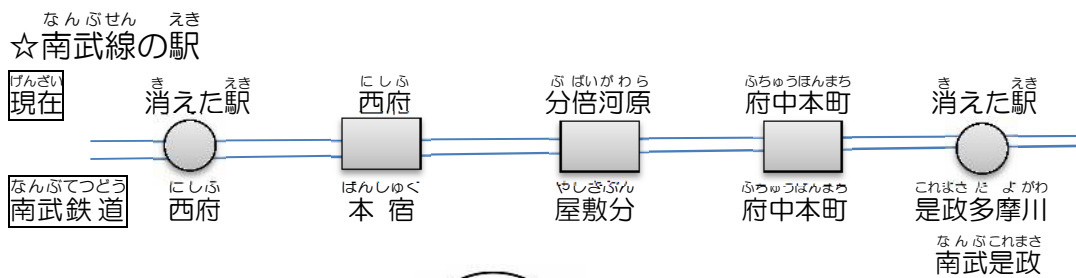 なんぶせん えき
☆南武線の駅
げんざい き えき にしふ ぶばいがわら ふちゅうほんまち き えき
現在 消えた駅 西府 分倍河原 府中本町 消えた駅
なんぶてつどう にしふ ほんしゅく やしきぶん ふちゅうほんまち これまさたまがわ
南武鉄道 西府 本宿 屋敷分 府中本町 是政多摩川
なんぶこれまさ
南武是政